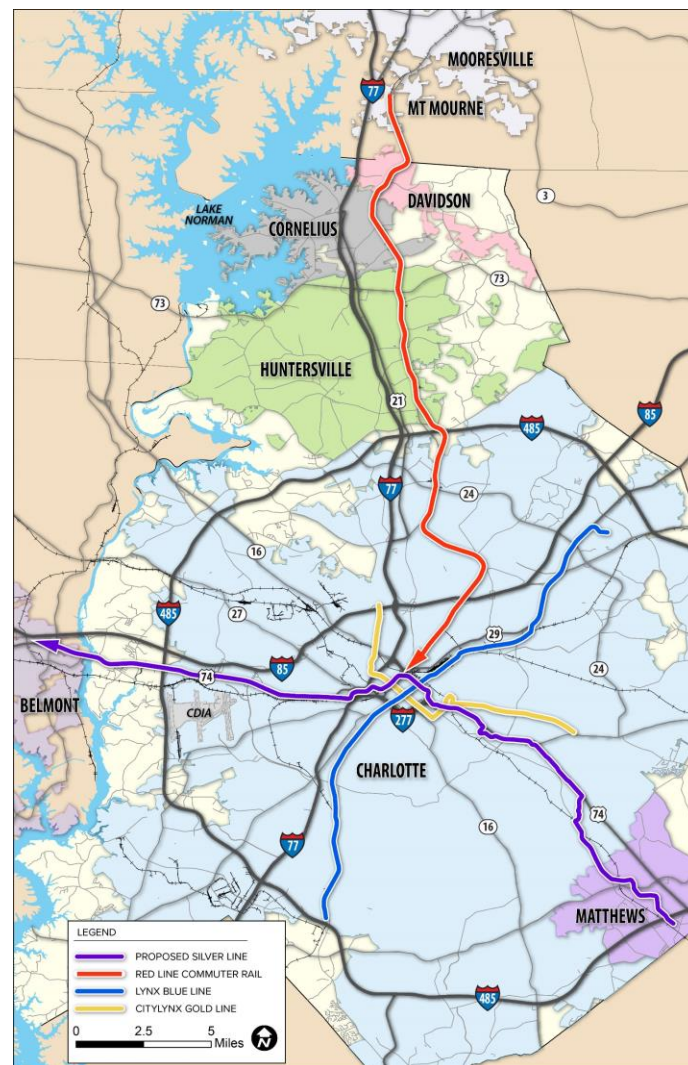 MOORESVILLE
77
MT MOURNE
DAVIDSON
3
LAKE
NORMAN
CORNELIUS
73
73
HUNTERSVILLE
21
85
485
77
24
16
485
27
29
74
85
24
BELMONT
CDIA
277
CHARLOTTE
74
16
77
MATTHEWS
485
LEGEND
PROPOSED SILVER LINE
RED LINE COMMUTER RAIL
LYNX BLUE LINE
CITYLYNX GOLD LINE
0 2.5 5
Miles
N